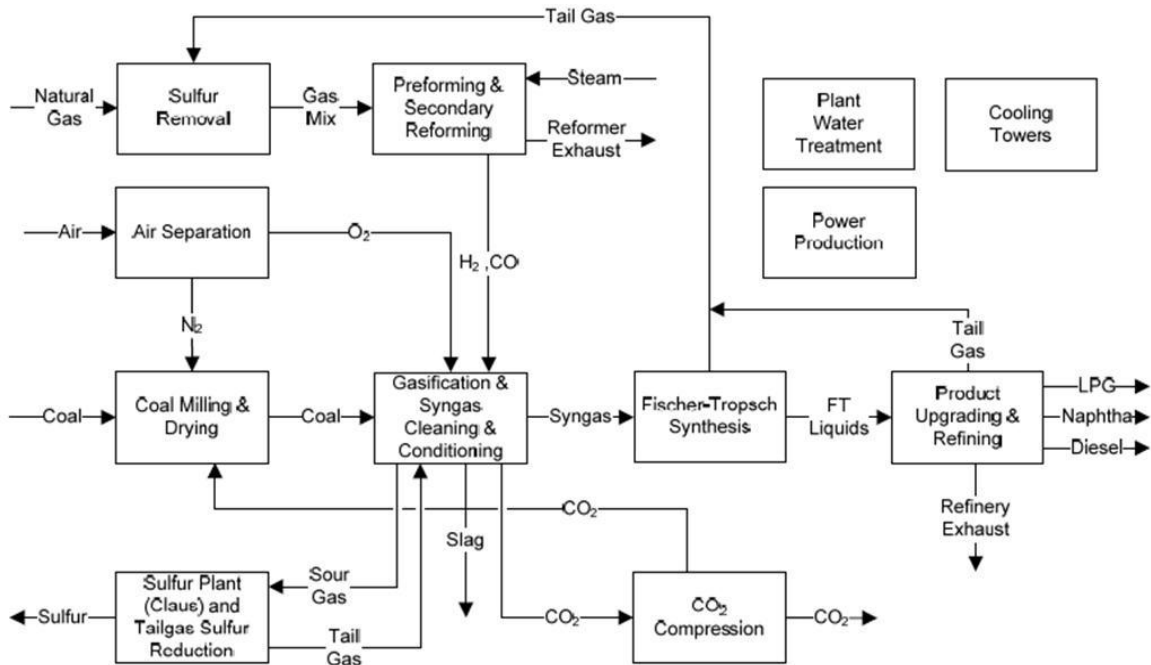 Tail Gas
Natural
Gas
Sulfur
Removal
Gas
Mix
Preforming &
Secondary
Reforming
Steam
Reformer
Exhaust
Plant
Water
Treatment
Cooling
Towers
Air
Air Separation
O₂
H₂ ,CO
Power
Production
N₂
Tail
Gas
Coal
Coal Milling &
Drying
Coal
Gasification &
Syngas
Cleaning &
Conditioning
Syngas
Fischer-Tropsch
Synthesis
FT
Liquids
Product
Upgrading &
Refining
LPG
Naphtha
Diesel
CO₂
Slag
Refinery
Exhaust
Sulfur
Sulfur Plant
(Claus) and
Tailgas Sulfur
Reduction
Sour
Gas
Tail
Gas
CO₂
CO₂
Compression
CO₂